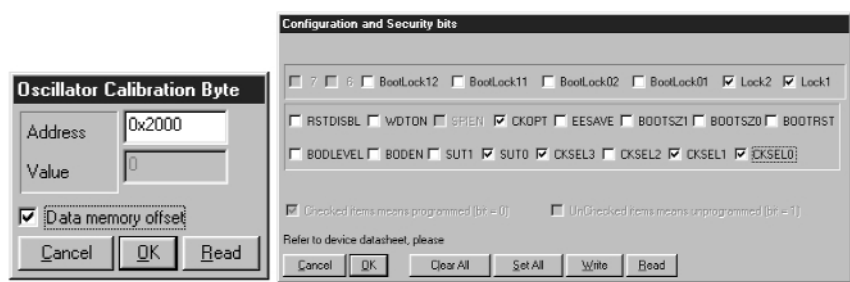 Oscillator Calibration Byte
Address 0x2000
Value 0
Data memory offset
Cancel OK Read
Configuration and Security bits
7 6 BootLock12 BootLock11 BootLock02 BootLock01 Lock2 Lock1
RSTDISBL WDTON SPIEN CKOPT EESAVE BOOTSZ1 BOOTSZ0 BOOTRST
BODLEVEL BODEN SUT1 SUT0 CKSEL3 CKSEL2 CKSEL1 CKSEL0
Checked items means programmed (bit = 0) UnChecked items means unprogrammed (bit = 1)
Refer to device datasheet, please
Cancel OK Clear All Set All Write Read